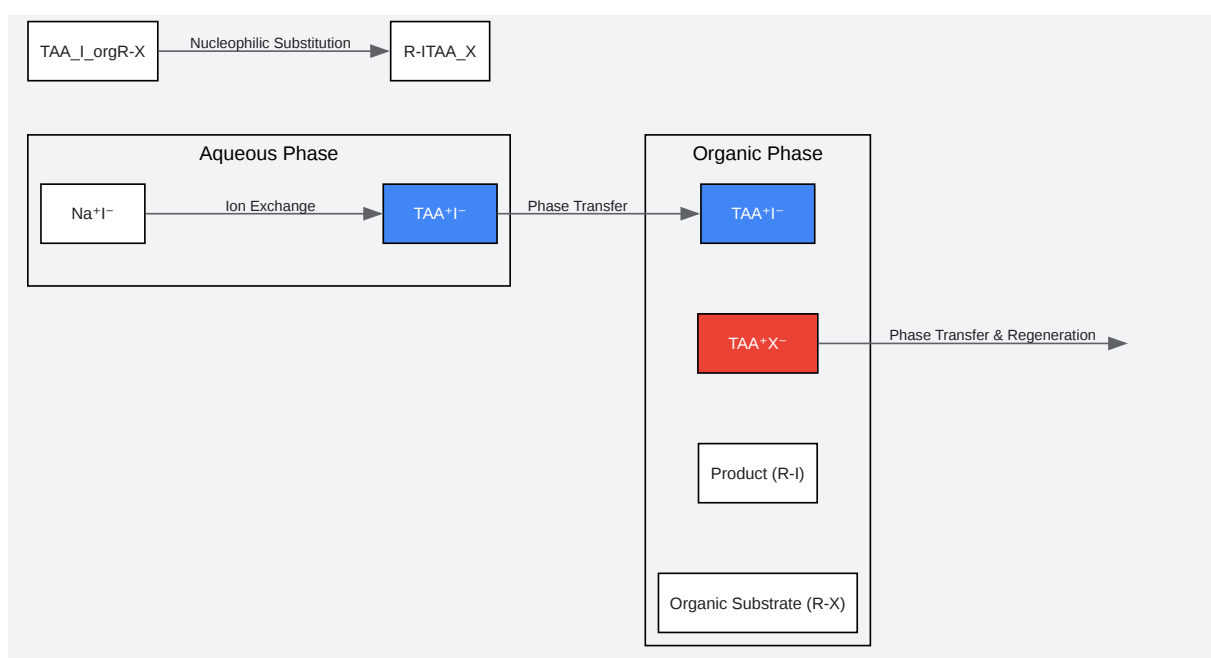 TAA_I_orgR-X
Nucleophilic Substitution
R-ITAA_X
Aqueous Phase
Organic Phase
Na⁺I⁻
Ion Exchange
TAA⁺I⁻
Phase Transfer
TAA⁺I⁻
TAA⁺X⁻
Phase Transfer & Regeneration
Product (R-I)
Organic Substrate (R-X)